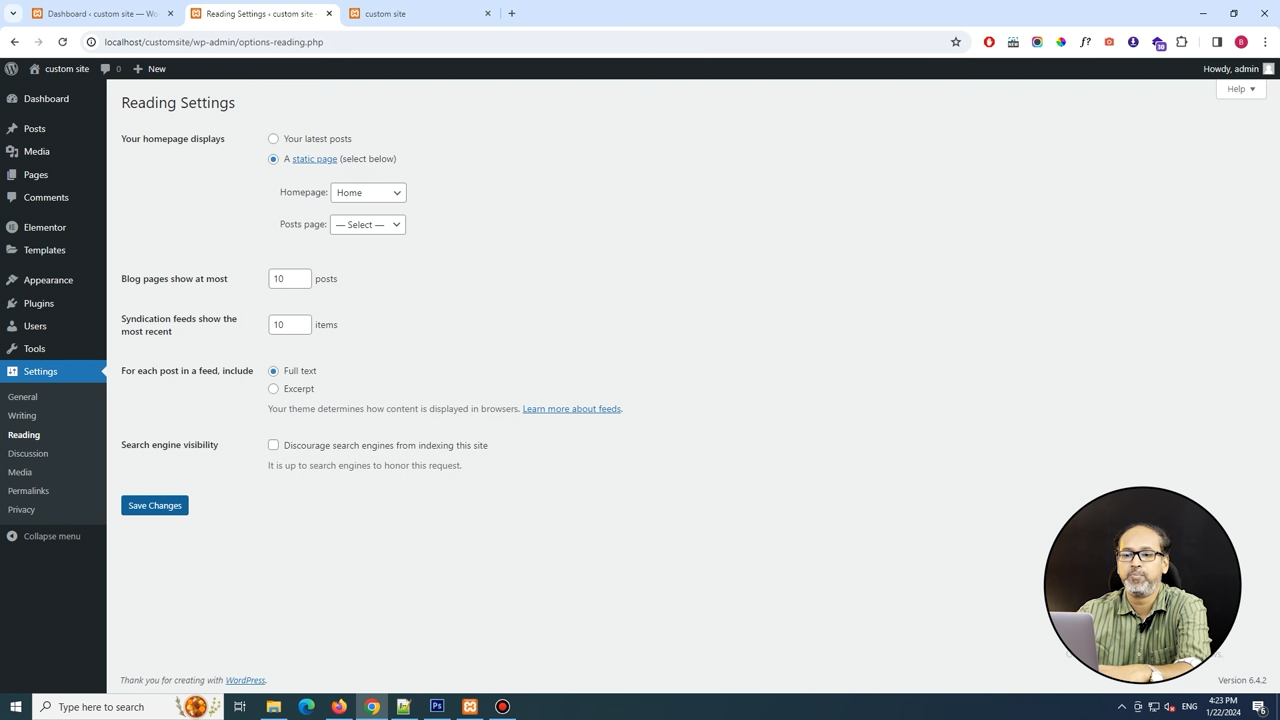 Dashboard ‹ custom site — Wo
Reading Settings ‹ custom site -
custom site
localhost/customsite/wp-admin/options-reading.php
f?
38
B
custom site
0
New
Howdy, admin
Dashboard
Posts
Media
Pages
Comments
Elementor
Templates
Appearance
Plugins
Users
Tools
Settings
General
Writing
Reading
Discussion
Media
Permalinks
Privacy
Collapse menu
Help
Reading Settings
Your homepage displays
Your latest posts
A static page (select below)
Homepage:
Home
Posts page:
— Select —
Blog pages show at most
10
posts
Syndication feeds show the
most recent
10
items
For each post in a feed, include
Full text
Excerpt
Your theme determines how content is displayed in browsers. Learn more about feeds.
Search engine visibility
Discourage search engines from indexing this site
It is up to search engines to honor this request.
Save Changes
Thank you for creating with WordPress.
Version 6.4.2
Type here to search
Ps
ENG
4:23 PM
1/22/2024
6